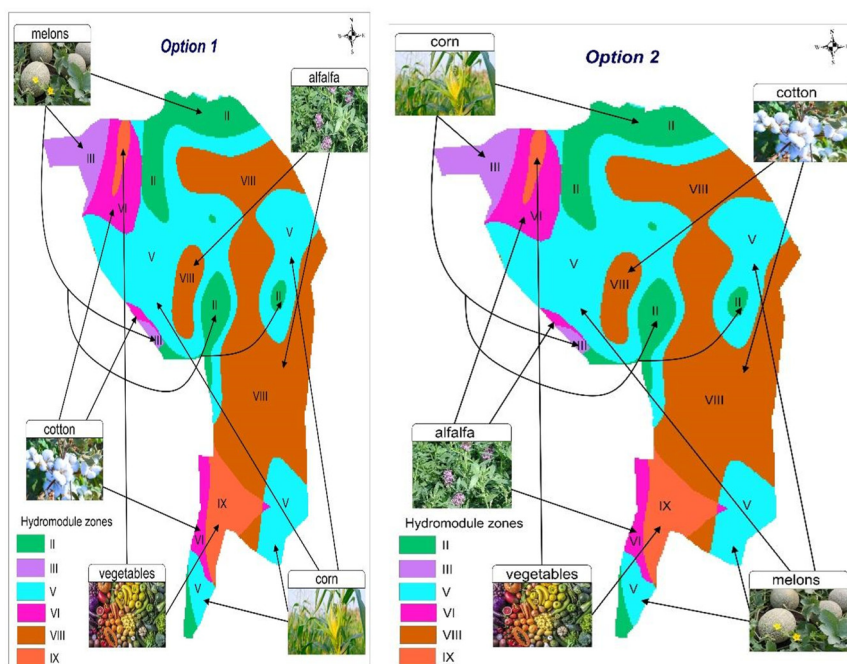 Option 1
N
W E
S
melons
alfalfa
II
III
II
VIII
VI
V
V
VIII
II
II
III
VIII
cotton
IX
VI
V
V
vegetables
corn
Hydromodule zones
II
III
V
VI
VIII
IX
Option 2
N
W E
S
corn
cotton
II
III
II
VIII
VI
V
V
VIII
II
II
III
VIII
alfalfa
IX
VI
V
V
vegetables
melons
Hydromodule zones
II
III
V
VI
VIII
IX